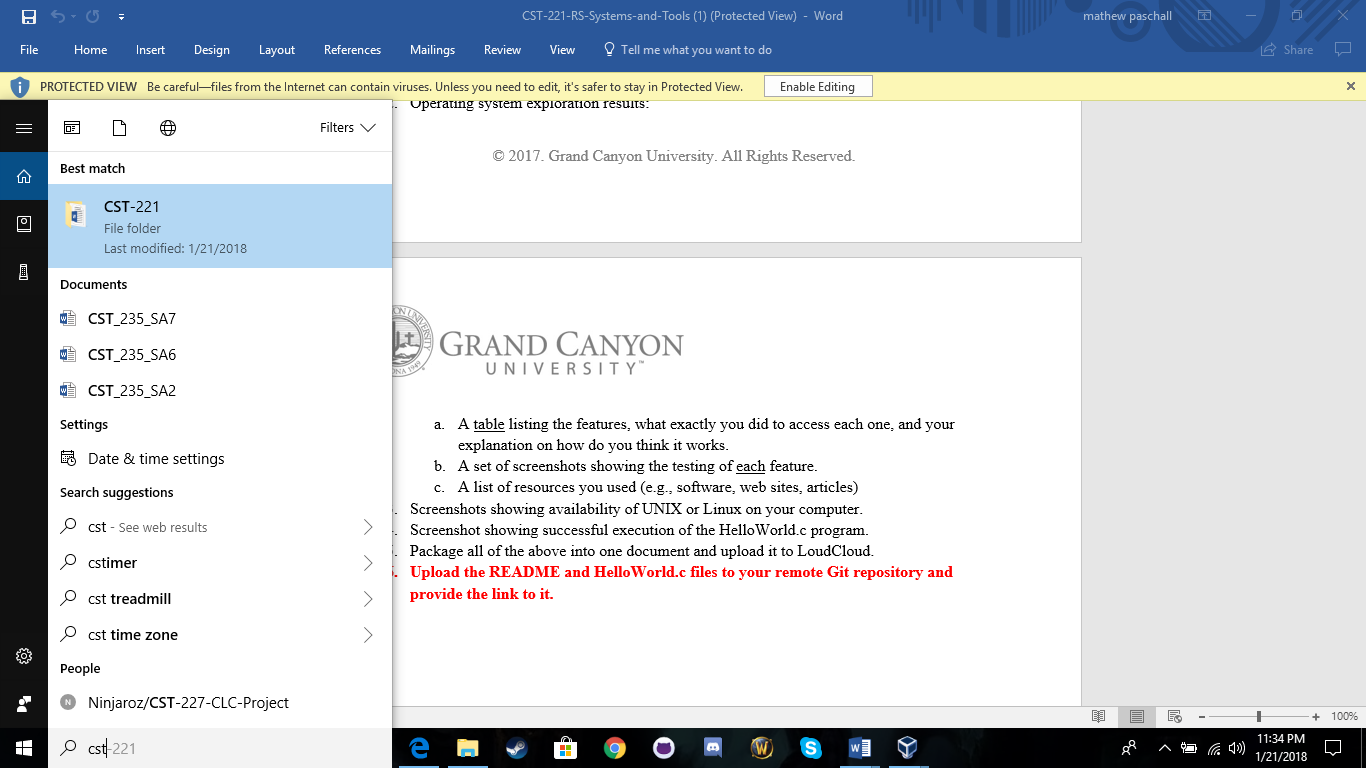 CST-221-RS-Systems-and-Tools (1) (Protected View) - Word
mathew paschall
File Home Insert Design Layout References Mailings Review View Tell me what you want to do Share
PROTECTED VIEW Be careful—files from the Internet can contain viruses. Unless you need to edit, it's safer to stay in Protected View. Enable Editing
Operating system exploration results:
© 2017. Grand Canyon University. All Rights Reserved.
GRAND CANYON
UNIVERSITY™
a. A table listing the features, what exactly you did to access each one, and your
explanation on how do you think it works.
b. A set of screenshots showing the testing of each feature.
c. A list of resources you used (e.g., software, web sites, articles)
Screenshots showing availability of UNIX or Linux on your computer.
Screenshot showing successful execution of the HelloWorld.c program.
Package all of the above into one document and upload it to LoudCloud.
Upload the README and HelloWorld.c files to your remote Git repository and
provide the link to it.
Filters
Best match
CST-221
File folder
Last modified: 1/21/2018
Documents
CST_235_SA7
CST_235_SA6
CST_235_SA2
Settings
Date & time settings
Search suggestions
cst - See web results
cstimer
cst treadmill
cst time zone
People
N Ninjaroz/CST-227-CLC-Project
cst-221
100%
11:34 PM
1/21/2018